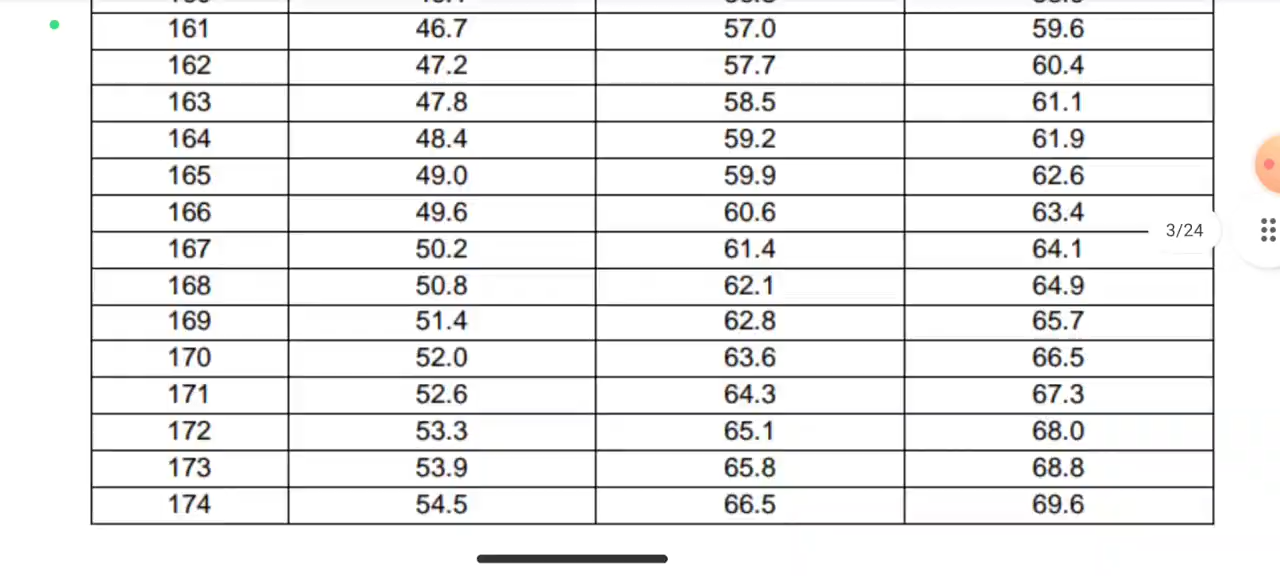 161 46.7 57.0 59.6
162 47.2 57.7 60.4
163 47.8 58.5 61.1
164 48.4 59.2 61.9
165 49.0 59.9 62.6
166 49.6 60.6 63.4
3/24
167 50.2 61.4 64.1
168 50.8 62.1 64.9
169 51.4 62.8 65.7
170 52.0 63.6 66.5
171 52.6 64.3 67.3
172 53.3 65.1 68.0
173 53.9 65.8 68.8
174 54.5 66.5 69.6